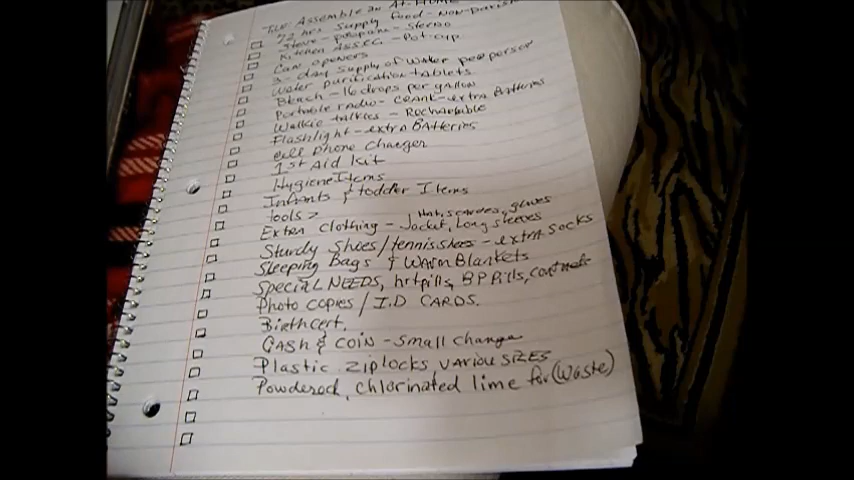 Title: Assemble an At-Home
72 hrs supply food - non-perish
Stove - propane - sterno
Kitchen ASSEC. - Pot-cup
Can openers
3-day supply of water per person
Water purification tablets
Bleach - 16 drops per gallon
Portable radio - crank - extra Batteries
Walkie talkies - Rechargable
Flashlight - extra BATteries
Cell phone charger
1st Aid kit
Hygiene Items
Infants & toddler Items
Tools >
Hat, scarves, gloves
Extra clothing - Jacket, Long sleeves
Sturdy Shoes/tennis shoes - extra socks
Sleeping Bags & WARM Blankets
Special NEEDS, hrt pills, BP Pills,
Photo copies / I.D CARDS.
Birth cert.
CASH & COIN - small change
Plastic ziplocks, various SIZES
Powdered, chlorinated lime for (Waste)